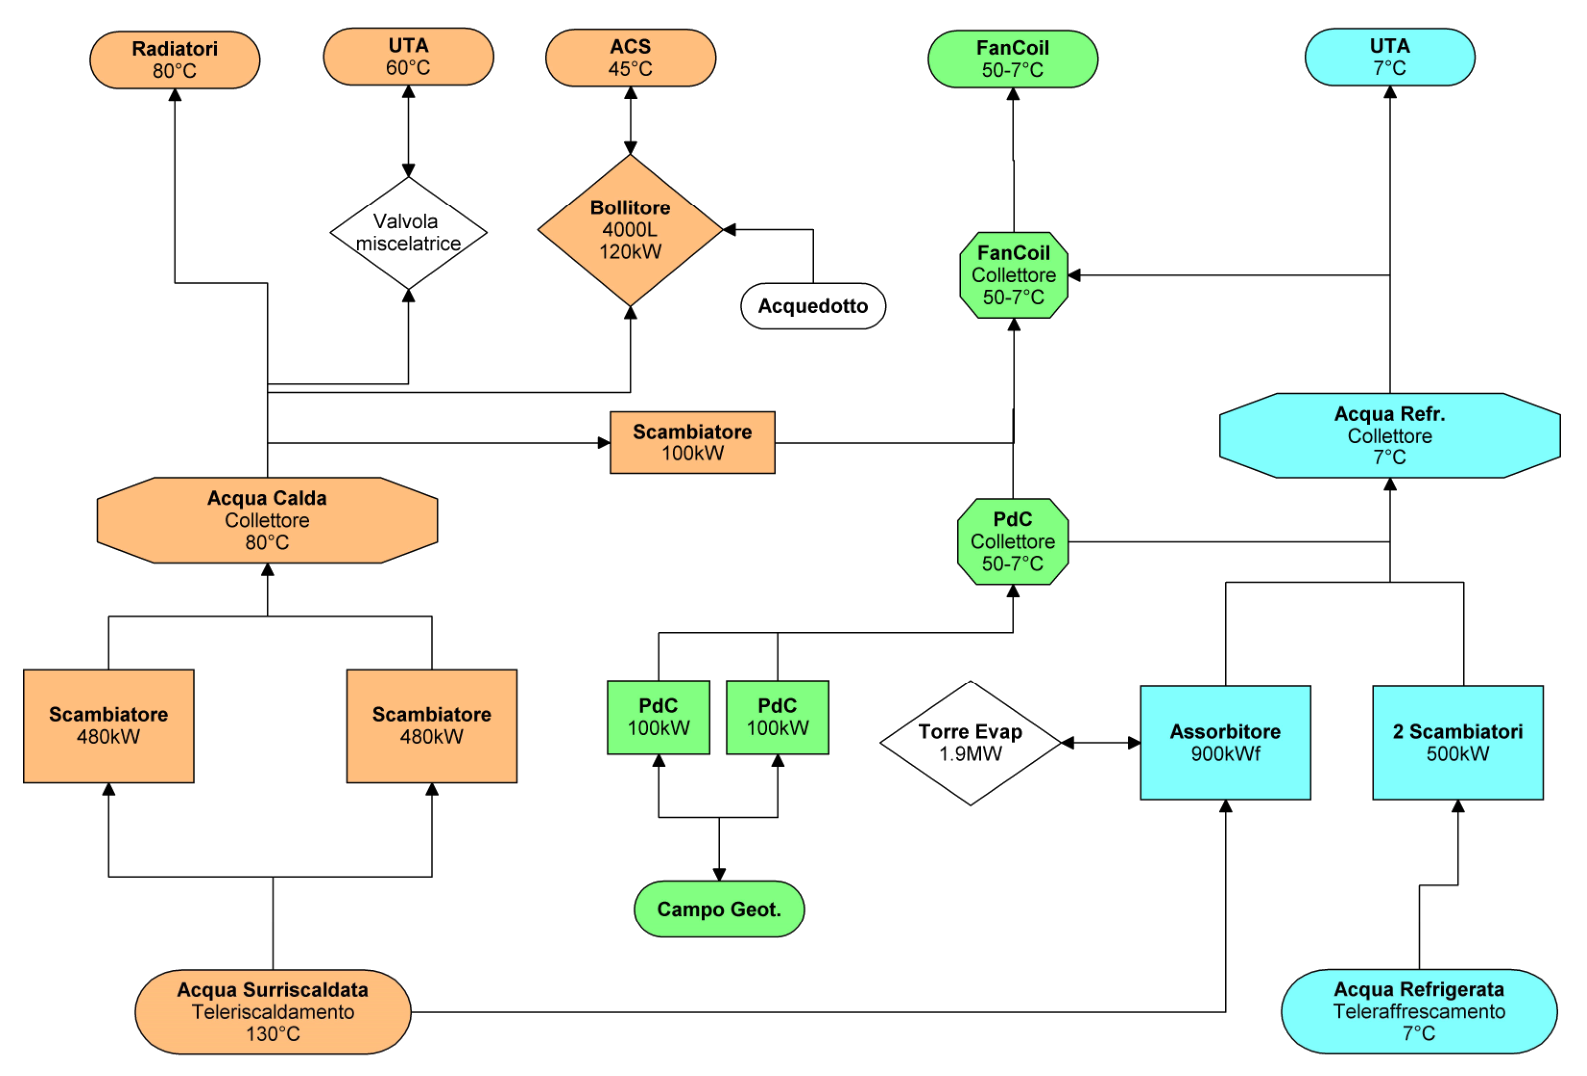 Radiatori
80°C
UTA
60°C
ACS
45°C
FanCoil
50-7°C
UTA
7°C
Valvola
miscelatrice
Bollitore
4000L
120kW
Acquedotto
FanCoil
Collettore
50-7°C
Scambiatore
100kW
Acqua Refr.
Collettore
7°C
Acqua Calda
Collettore
80°C
PdC
Collettore
50-7°C
Scambiatore
480kW
Scambiatore
480kW
PdC
100kW
PdC
100kW
Torre Evap
1.9MW
Assorbitore
900kWf
2 Scambiatori
500kW
Campo Geot.
Acqua Surriscaldata
Teleriscaldamento
130°C
Acqua Refrigerata
Teleraffrescamento
7°C